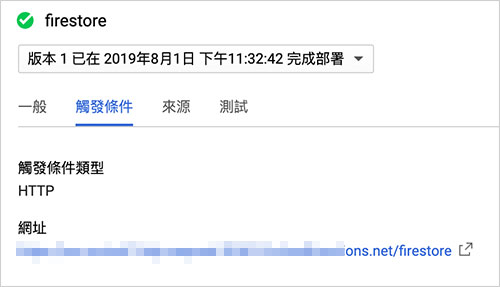 firestore
版本 1 已在 2019年8月1日 下午11:32:42 完成部署
一般 觸發條件 來源 測試
觸發條件類型
HTTP
網址
ons.net/firestore